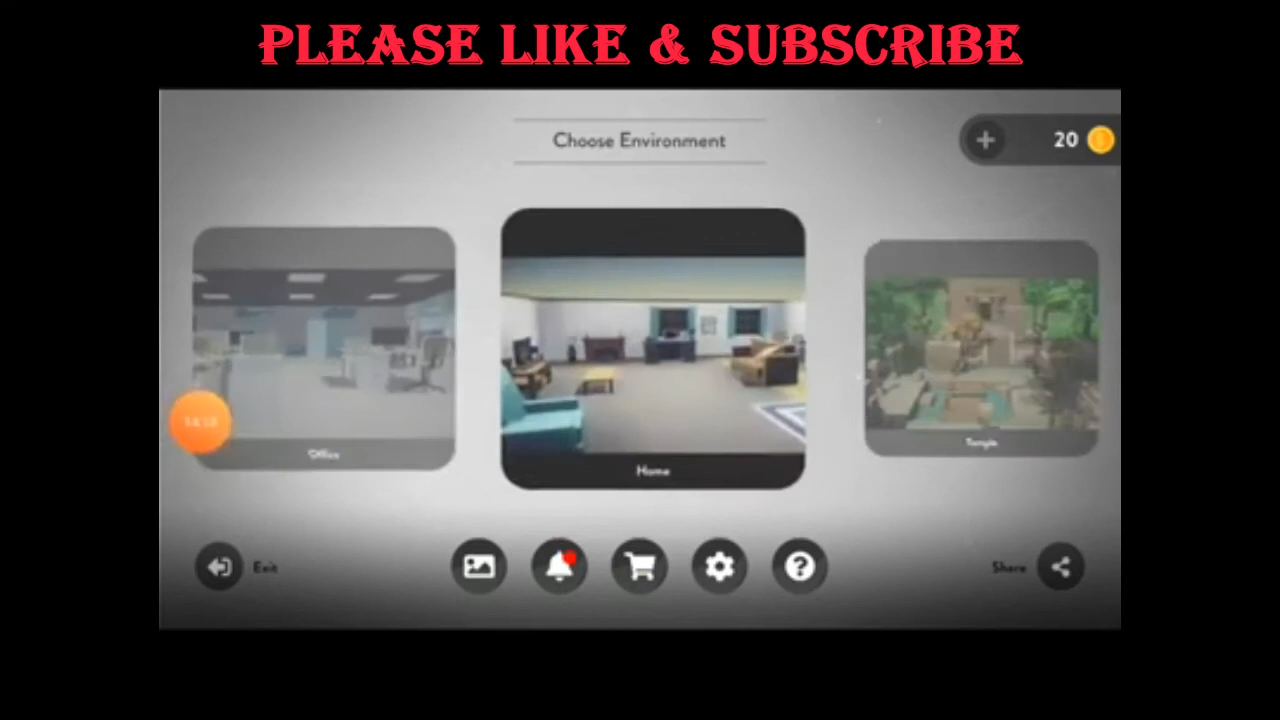 PLEASE LIKE & SUBSCRIBE
Choose Environment
20
Office
Home
Temple
Exit
Share